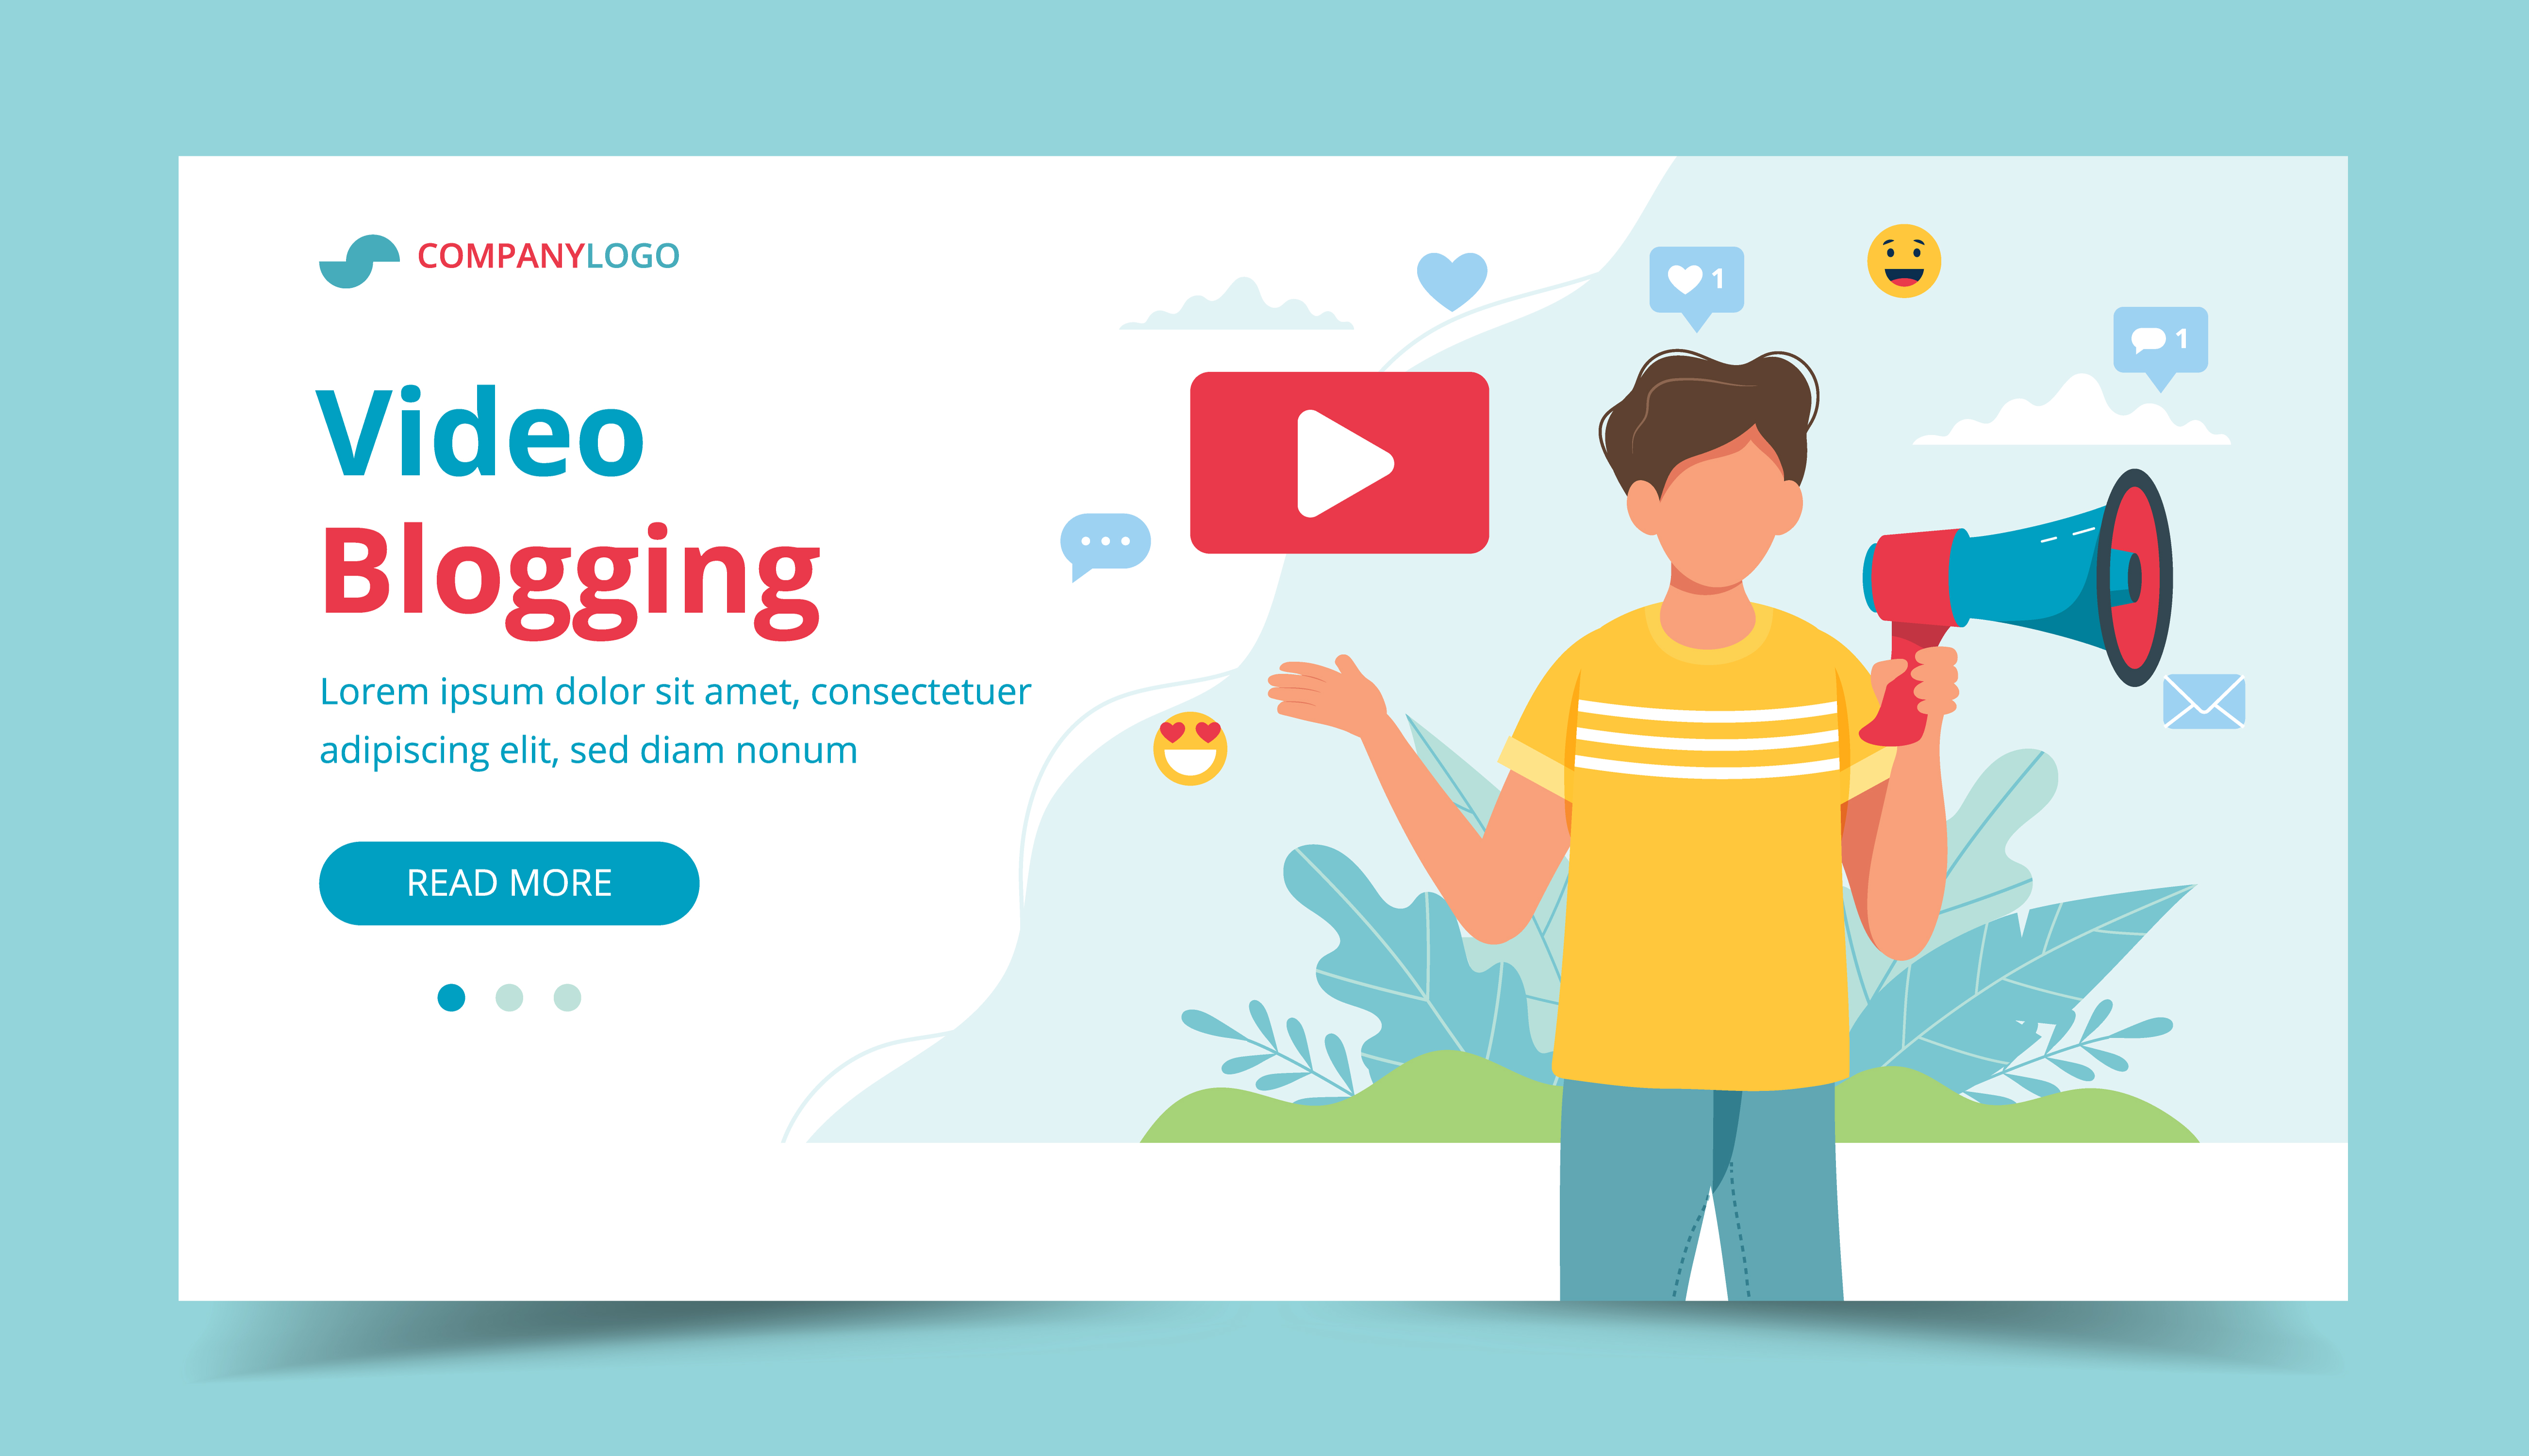 COMPANYLOGO
Video
Blogging
Lorem ipsum dolor sit amet, consectetuer
adipiscing elit, sed diam nonum
READ MORE
1
1